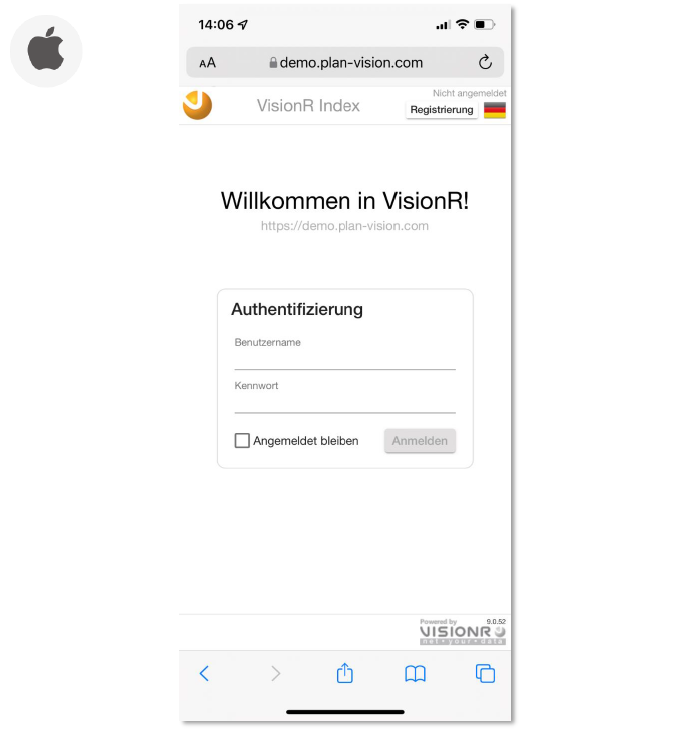 14:06
AA demo.plan-vision.com
Nicht angemeldet
VisionR Index
Registrierung
Willkommen in VisionR!
https://demo.plan-vision.com
Authentifizierung
Benutzername
Kennwort
Angemeldet bleiben Anmelden
Powered by 9.0.52
VISIONR
net•your•data